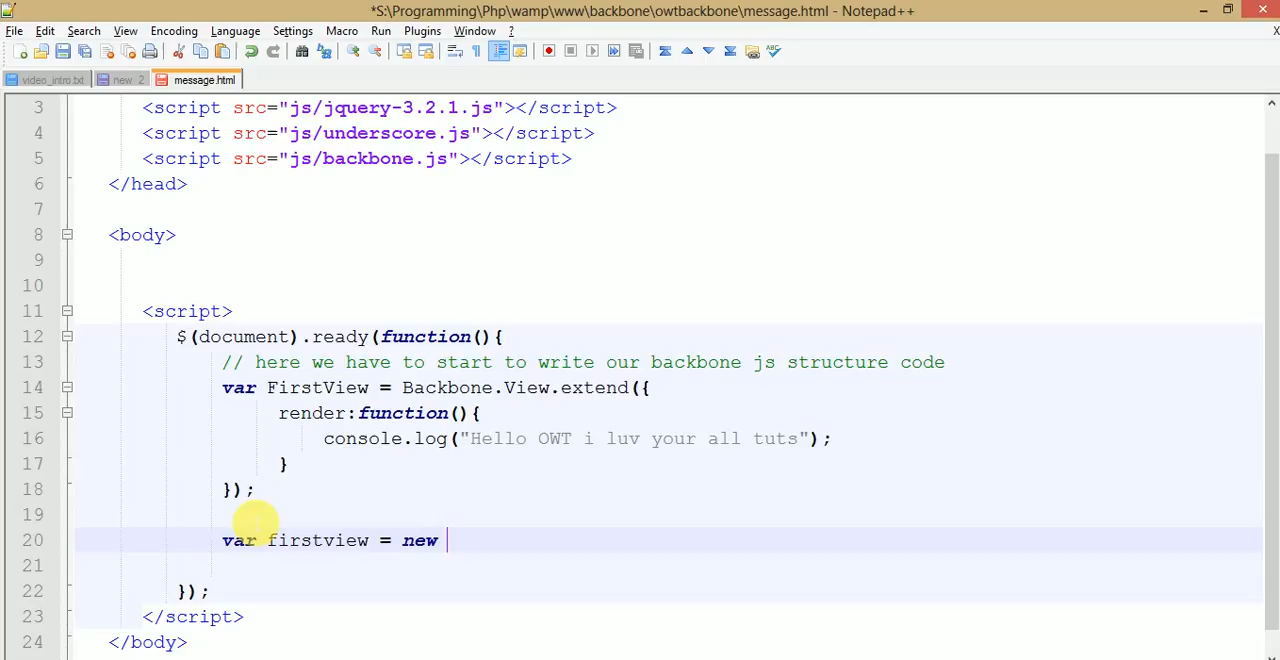 *S:\Programming\Php\wamp\www\backbone\owtbackbone\message.html - Notepad++
File Edit Search View Encoding Language Settings Macro Run Plugins Window ? X
video_intro.txt new 2 message.html
3 <script src="js/jquery-3.2.1.js"></script>
4 <script src="js/underscore.js"></script>
5 <script src="js/backbone.js"></script>
6 </head>
7
8 <body>
9
10
11 <script>
12 $(document).ready(function(){
13 // here we have to start to write our backbone js structure code
14 var FirstView = Backbone.View.extend({
15 render:function(){
16 console.log("Hello OWT i luv your all tuts");
17 }
18 });
19
20 var firstview = new
21
22 });
23 </script>
24 </body>